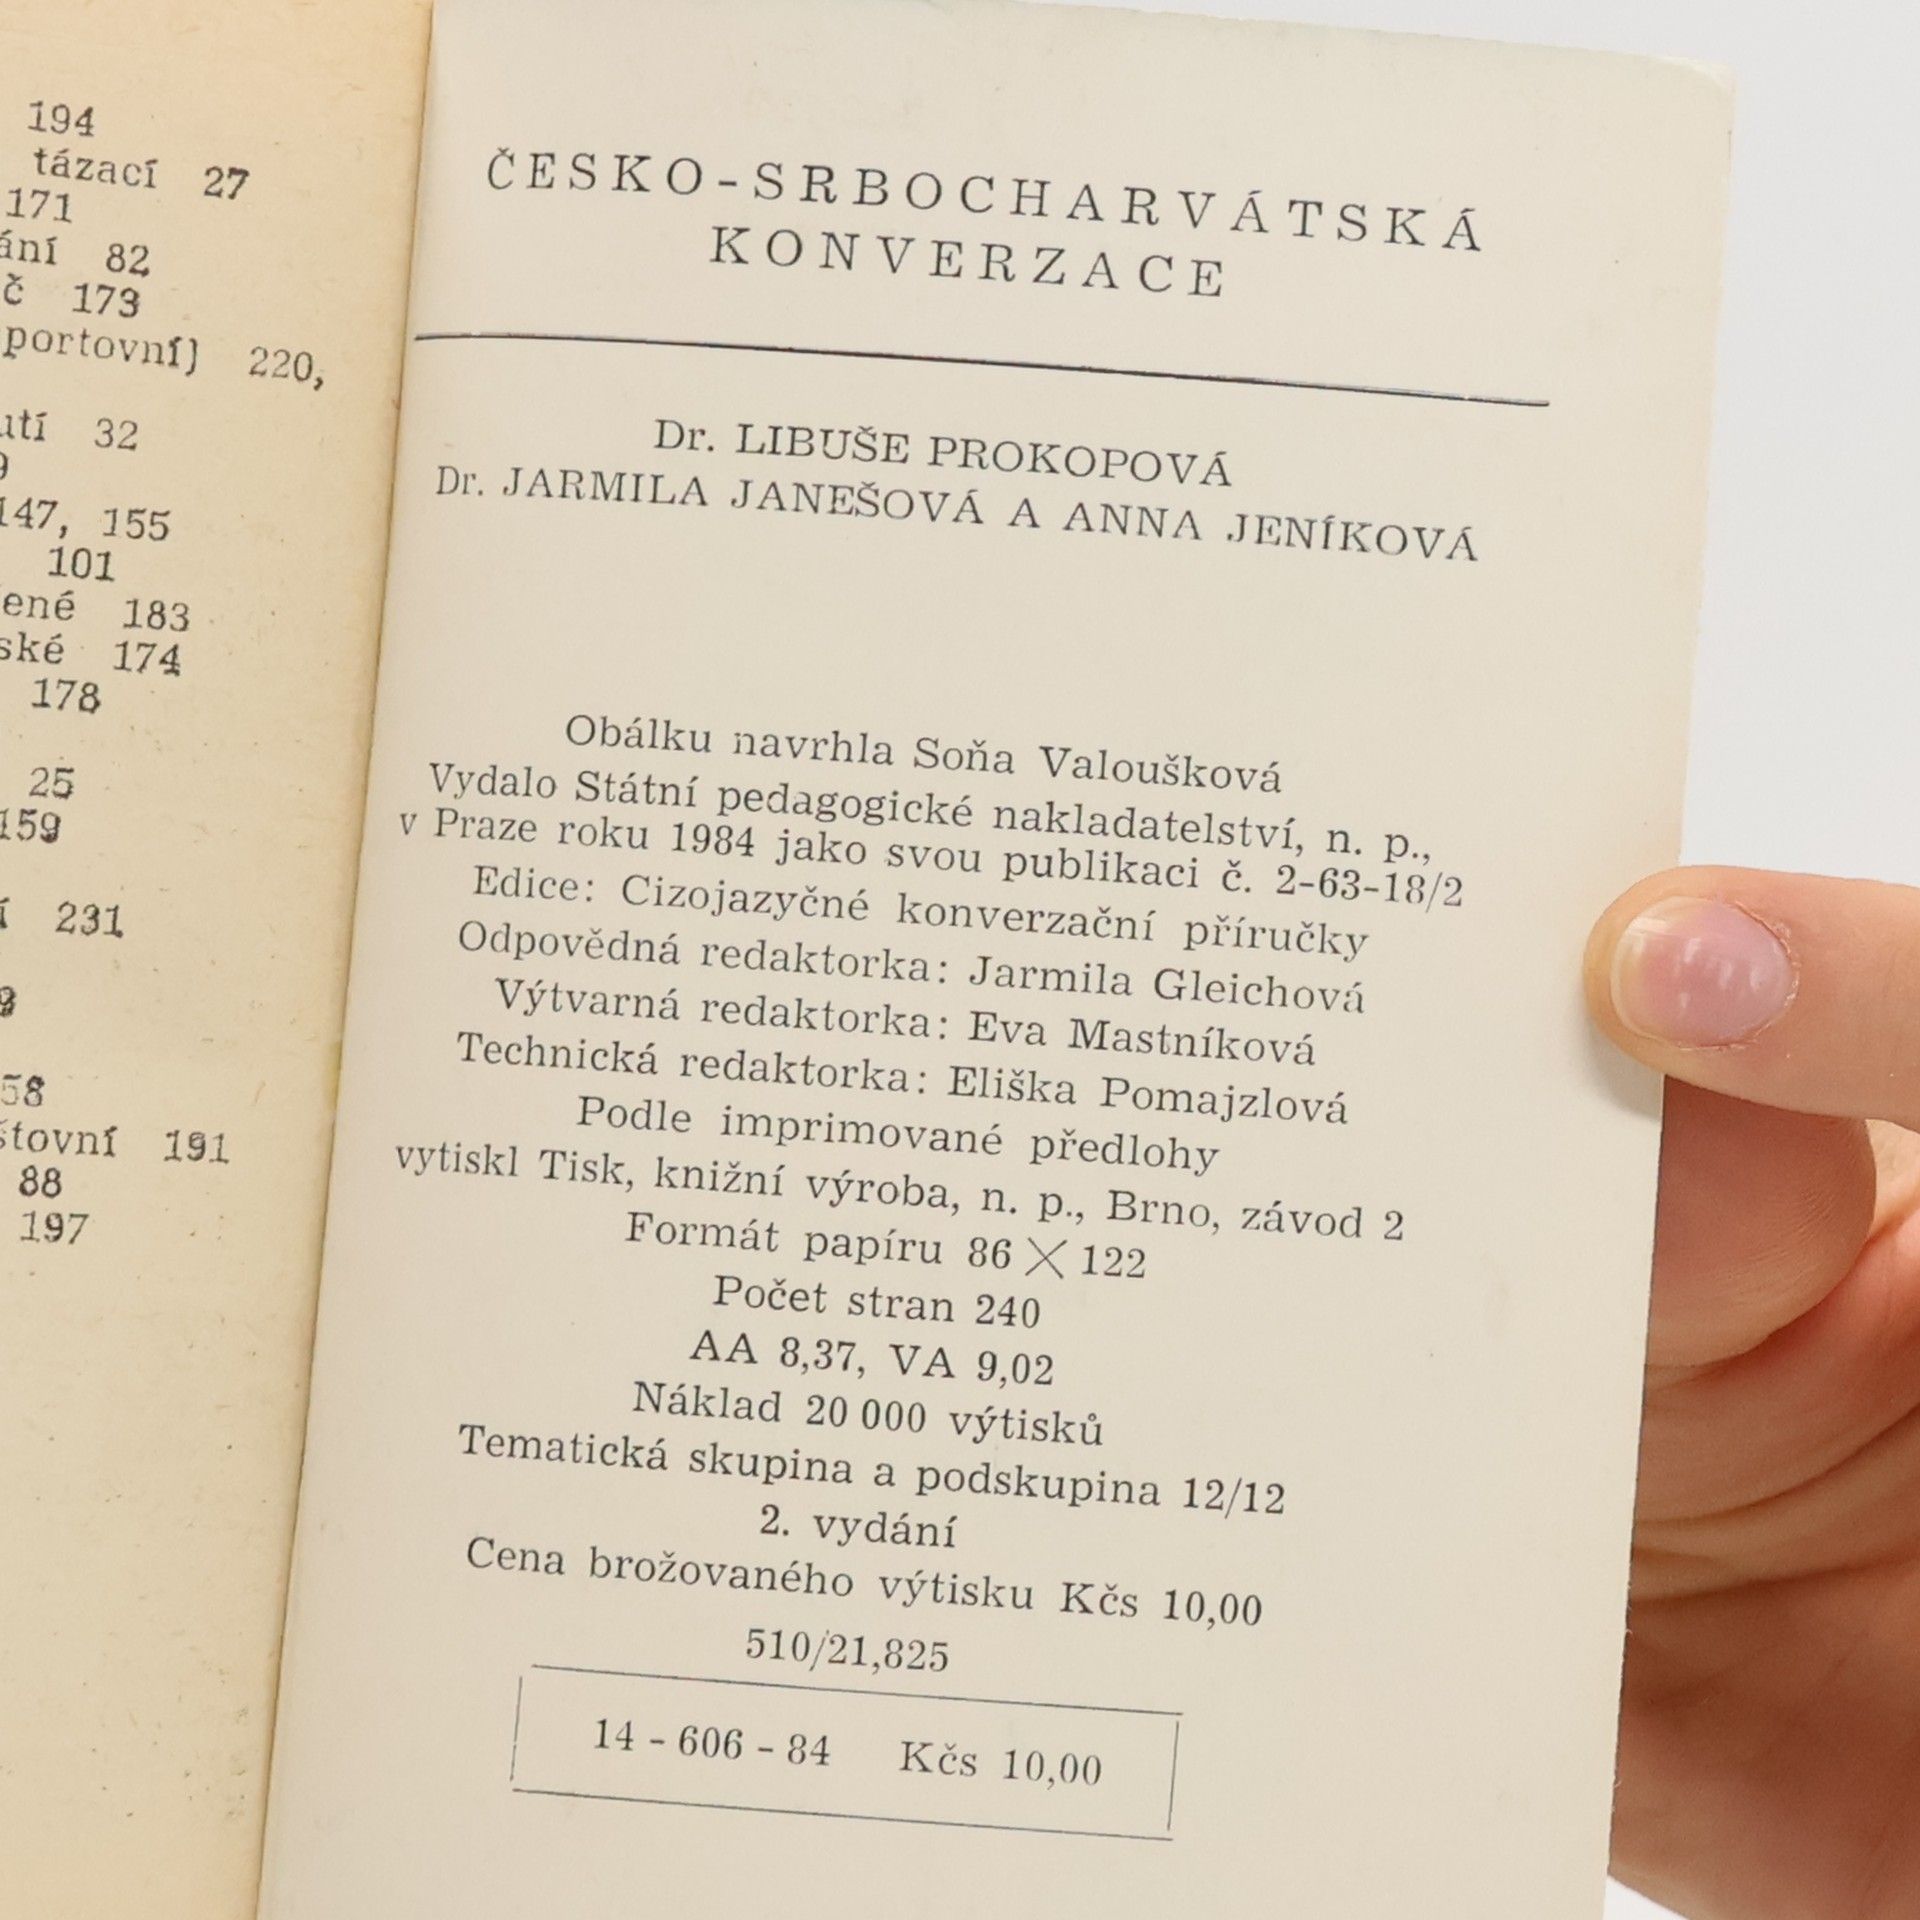 194
tázací 27
171
82
173
220,
32
147, 155
101
183
174
178
25
159
231
58
191
88
197
ČESKO-SRBOCHARVÁTSKÁ
KONVERZACE
Dr. LIBUŠE PROKOPOVÁ
Dr. JARMILA JANEŠOVÁ A ANNA JENÍKOVÁ
Obálku navrhla Soňa Valoušková
Vydalo Státní pedagogické nakladatelství, n. p.,
v Praze roku 1984 jako svou publikaci č. 2-63-18/2
Edice: Cizojazyčné konverzační příručky
Odpovědná redaktorka: Jarmila Gleichová
Výtvarná redaktorka: Eva Mastníková
Technická redaktorka: Eliška Pomajzlová
Podle imprimované předlohy
vytiskl Tisk, knižní výroba, n. p., Brno, závod 2
Formát papíru 86 × 122
Počet stran 240
AA 8,37, VA 9,02
Náklad 20 000 výtisků
Tematická skupina a podskupina 12/12
2. vydání
Cena brožovaného výtisku Kčs 10,00
510/21,825
14 - 606 - 84 Kčs 10,00